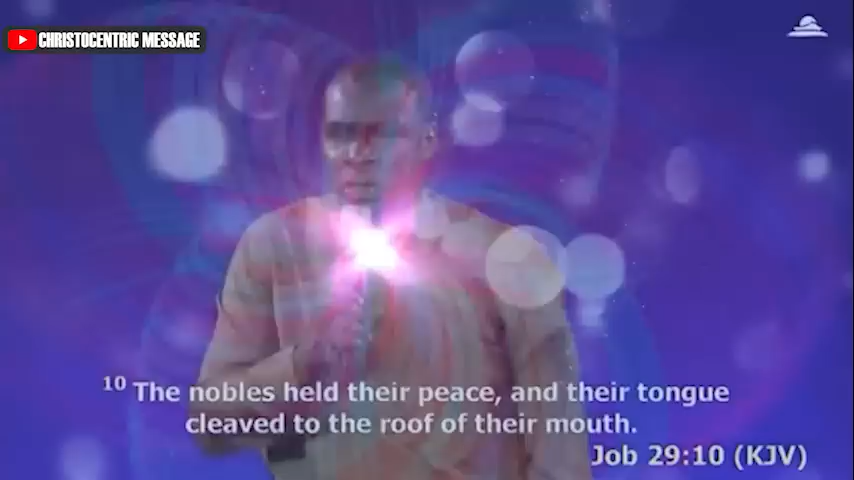 CHRISTOCENTRIC MESSAGE
10 The nobles held their peace, and their tongue
cleaved to the roof of their mouth.
Job 29:10 (KJV)